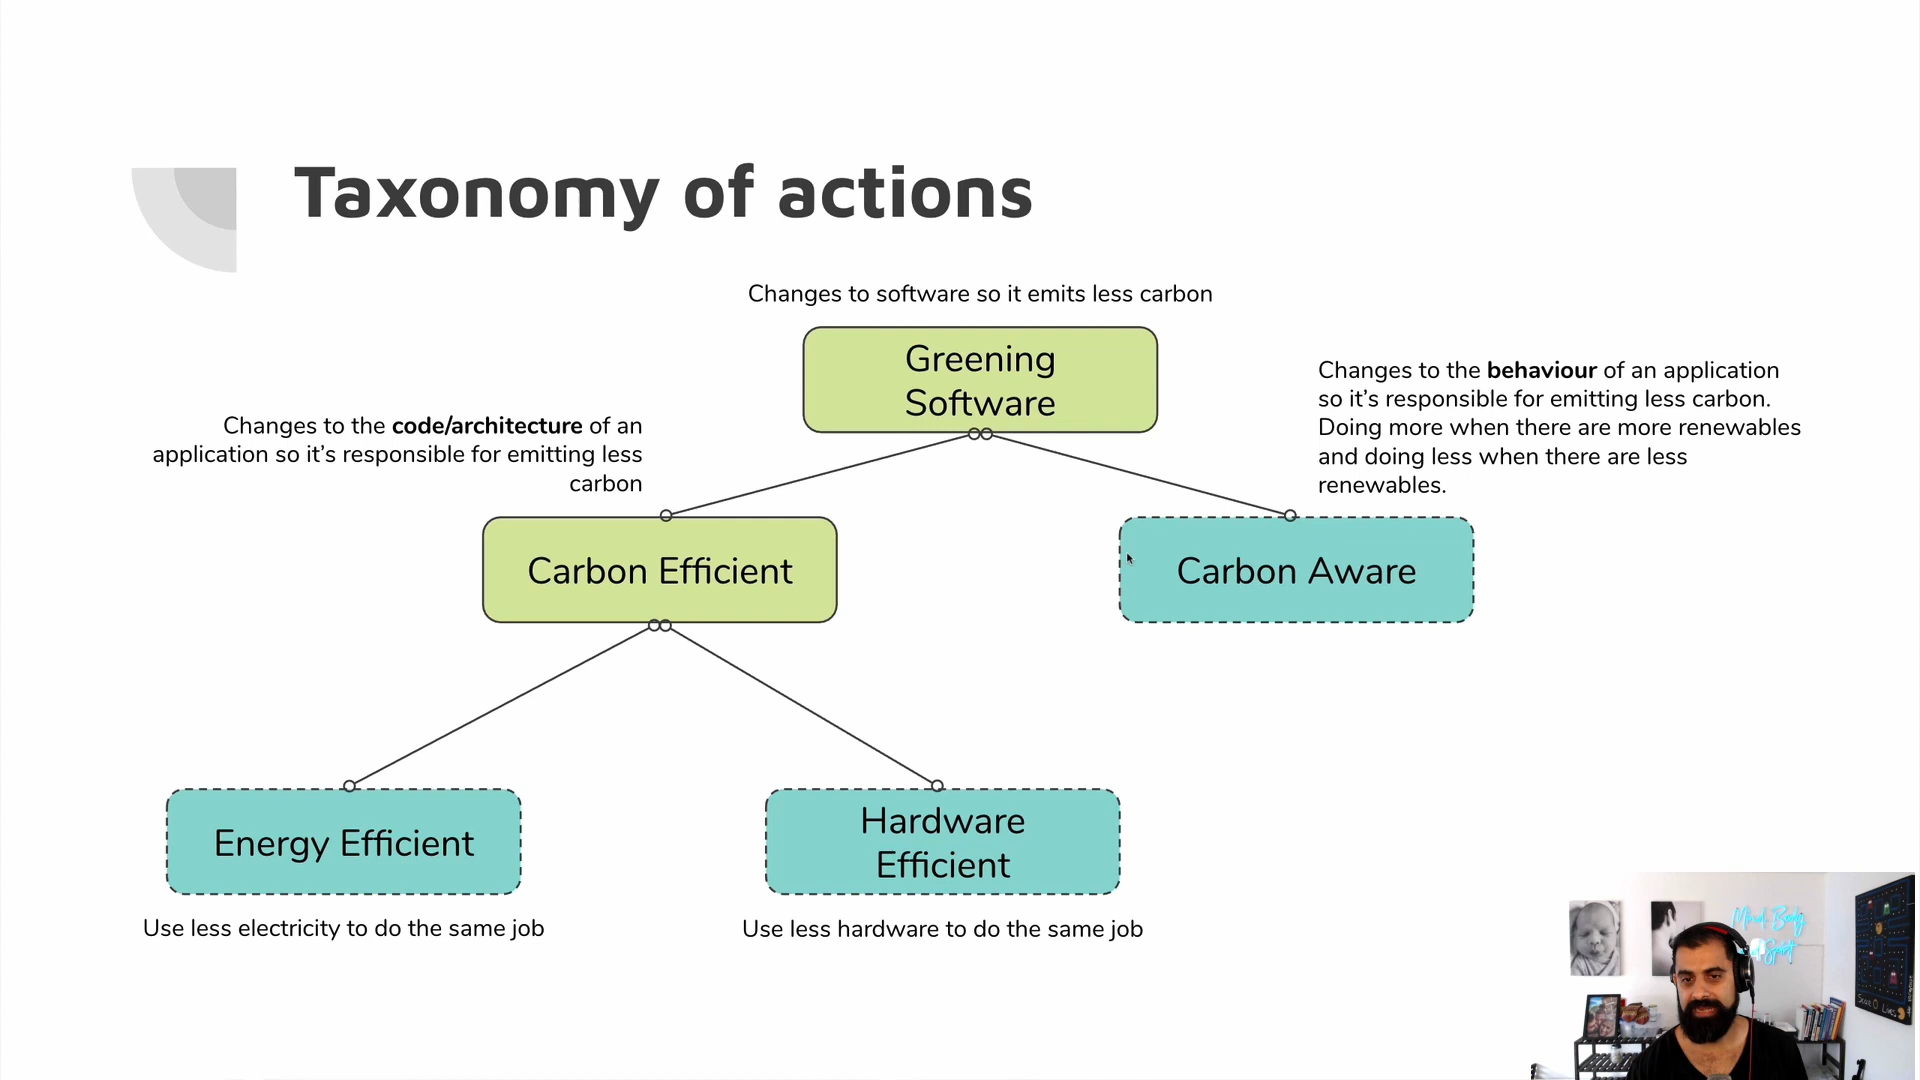 Taxonomy of actions
Changes to software so it emits less carbon
Greening
Software
Changes to the behaviour of an application
so it’s responsible for emitting less carbon.
Doing more when there are more renewables
and doing less when there are less
renewables.
Changes to the code/architecture of an
application so it’s responsible for emitting less
carbon
Carbon Efficient
Carbon Aware
Energy Efficient
Hardware
Efficient
Use less electricity to do the same job
Use less hardware to do the same job
Mind, Body